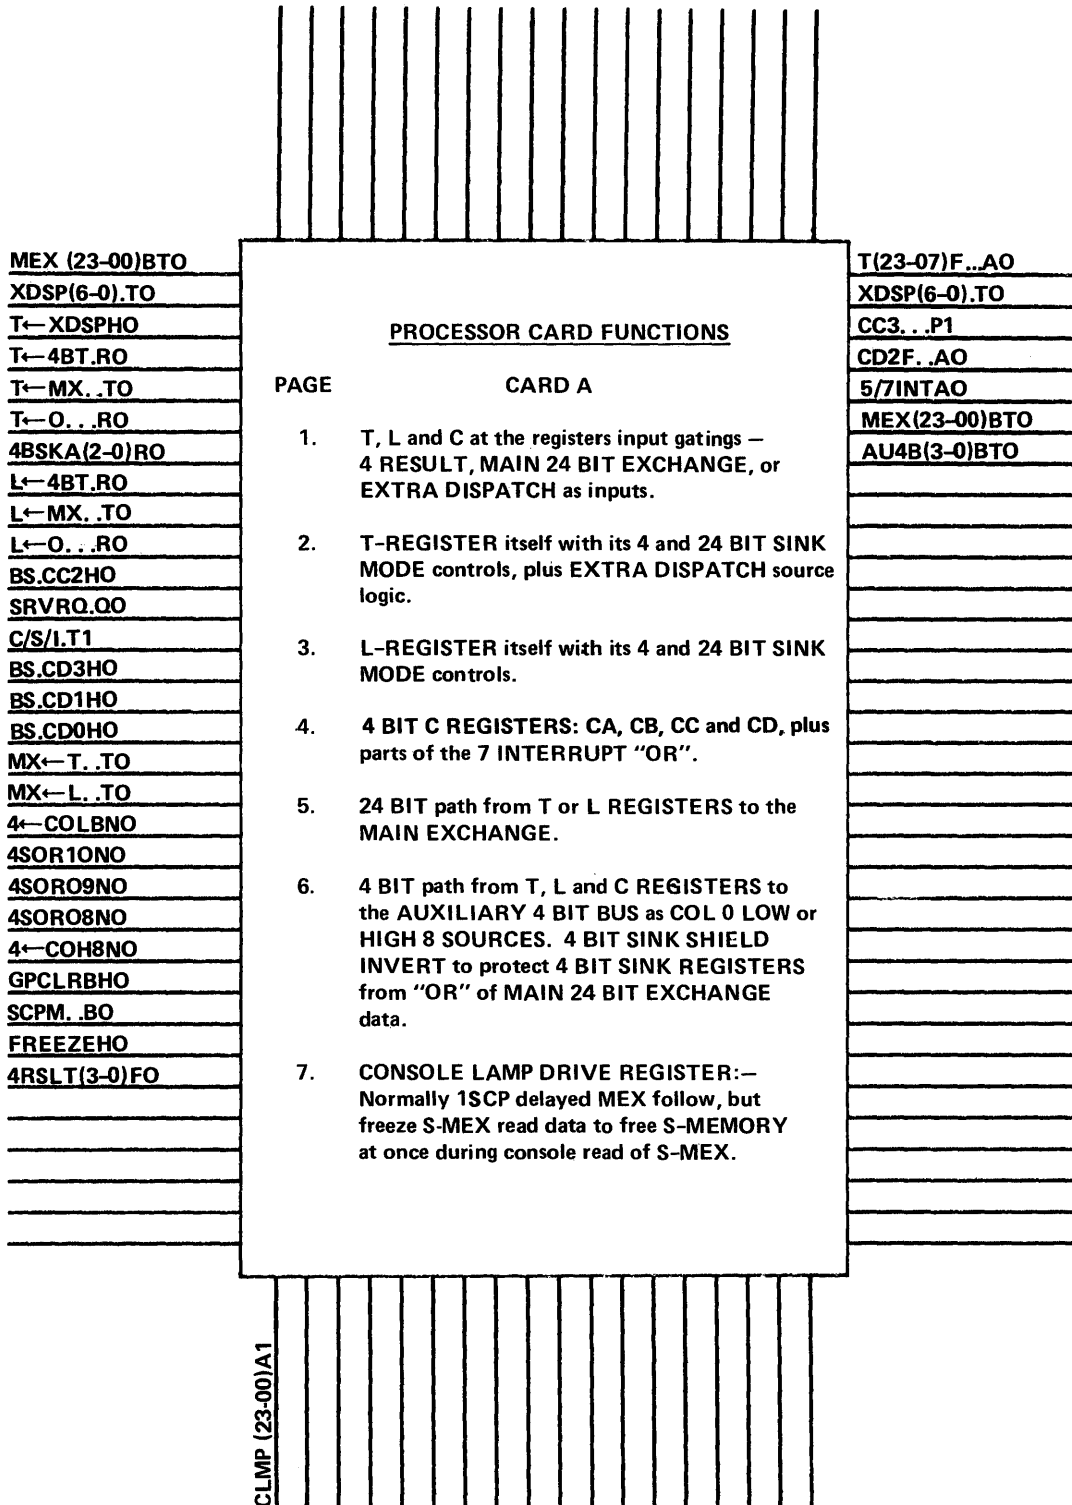 MEX (23-00)BTO
XDSP(6-0).TO
T←XDSPHO
T←4BT.RO
T←MX..TO
T←O...RO
4BSKA(2-0)RO
L←4BT.RO
L←MX..TO
L←O...RO
BS.CC2HO
SRVRQ.QO
C/S/I.T1
BS.CD3HO
BS.CD1HO
BS.CD0HO
MX←T..TO
MX←L..TO
4←COLBNO
4SOR1ONO
4SORO9NO
4SORO8NO
4←COH8NO
GPCLRBHO
SCPM..BO
FREEZEHO
4RSLT(3-0)FO
PROCESSOR CARD FUNCTIONS
PAGE CARD A
1. T, L and C at the registers input gatings –
4 RESULT, MAIN 24 BIT EXCHANGE, or
EXTRA DISPATCH as inputs.
2. T-REGISTER itself with its 4 and 24 BIT SINK
MODE controls, plus EXTRA DISPATCH source
logic.
3. L-REGISTER itself with its 4 and 24 BIT SINK
MODE controls.
4. 4 BIT C REGISTERS: CA, CB, CC and CD, plus
parts of the 7 INTERRUPT “OR”.
5. 24 BIT path from T or L REGISTERS to the
MAIN EXCHANGE.
6. 4 BIT path from T, L and C REGISTERS to
the AUXILIARY 4 BIT BUS as COL 0 LOW or
HIGH 8 SOURCES. 4 BIT SINK SHIELD
INVERT to protect 4 BIT SINK REGISTERS
from “OR” of MAIN 24 BIT EXCHANGE
data.
7. CONSOLE LAMP DRIVE REGISTER:–
Normally 1SCP delayed MEX follow, but
freeze S-MEX read data to free S-MEMORY
at once during console read of S-MEX.
T(23-07)F...AO
XDSP(6-0).TO
CC3...P1
CD2F..AO
5/7INTAO
MEX(23-00)BTO
AU4B(3-0)BTO
CLMP (23-00)A1